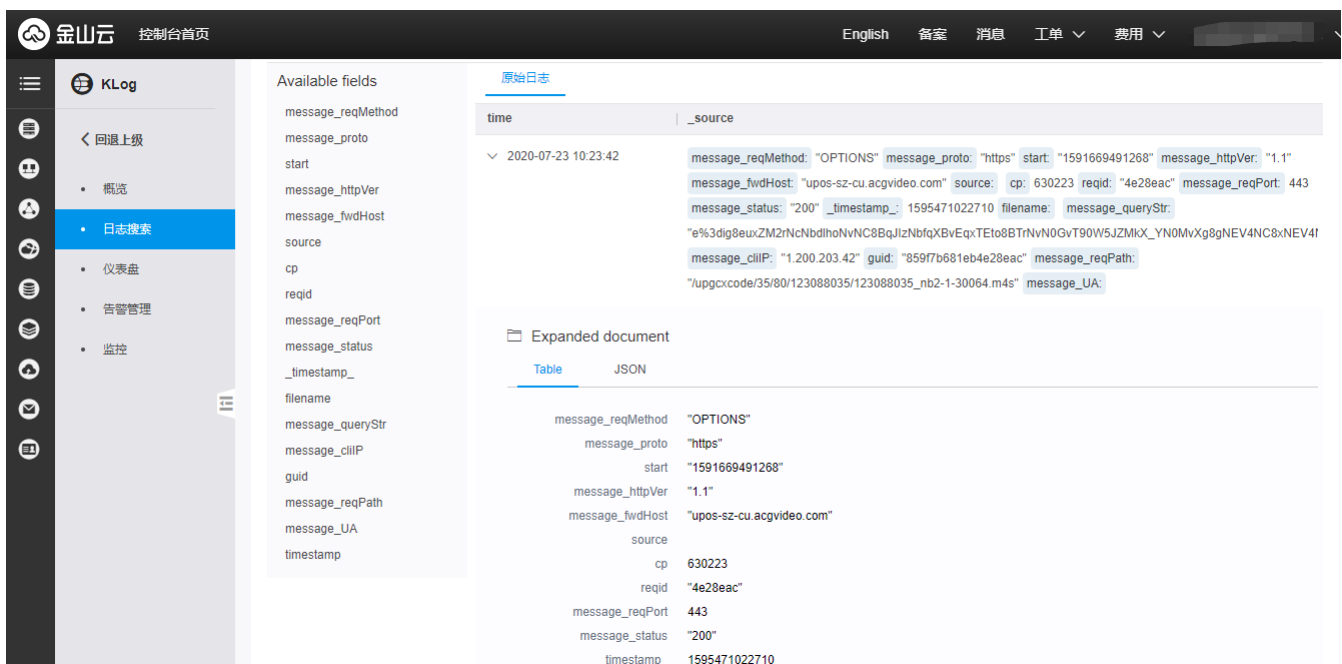 金山云 控制台首页 English 备案 消息 工单 费用
KLog
回退上级
概览
日志搜索
仪表盘
告警管理
监控
Available fields
message_reqMethod
message_proto
start
message_httpVer
message_fwdHost
source
cp
reqid
message_reqPort
message_status
_timestamp_
filename
message_queryStr
message_cliIP
guid
message_reqPath
message_UA
timestamp
原始日志
time _source
2020-07-23 10:23:42 message_reqMethod: "OPTIONS" message_proto: "https" start: "1591669491268" message_httpVer: "1.1"
message_fwdHost: "upos-sz-cu.acgvideo.com" source: cp: 630223 reqid: "4e28eac" message_reqPort: 443
message_status: "200" _timestamp_: 1595471022710 filename: message_queryStr:
message_cliIP: "1.200.203.42" guid: "859f7b681eb4e28eac" message_reqPath:
"/upgcxcode/35/80/123088035/123088035_nb2-1-30064.m4s" message_UA:
Expanded document
Table JSON
message_reqMethod "OPTIONS"
message_proto "https"
start "1591669491268"
message_httpVer "1.1"
message_fwdHost "upos-sz-cu.acgvideo.com"
source
cp 630223
reqid "4e28eac"
message_reqPort 443
message_status "200"
timestamp 1595471022710